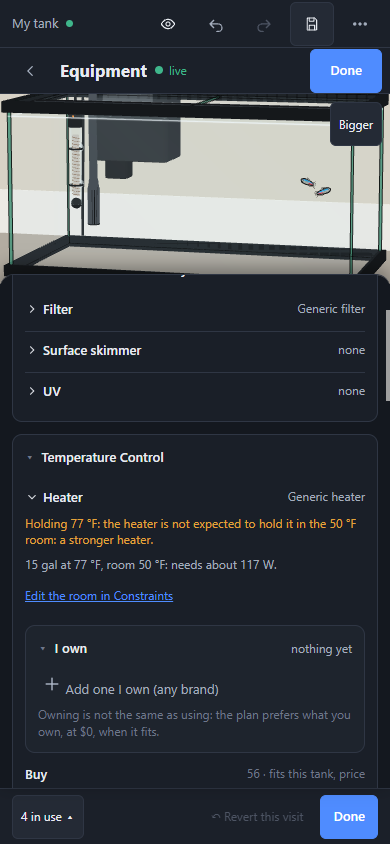 My tank
Equipment live
Done
Bigger
Filter Generic filter
Surface skimmer none
UV none
Temperature Control
Heater Generic heater
Holding 77 °F: the heater is not expected to hold it in the 50 °F
room: a stronger heater.
15 gal at 77 °F, room 50 °F: needs about 117 W.
Edit the room in Constraints
I own nothing yet
Add one I own (any brand)
Owning is not the same as using: the plan prefers what you
own, at $0, when it fits.
Buy 56 · fits this tank, price
4 in use Revert this visit Done